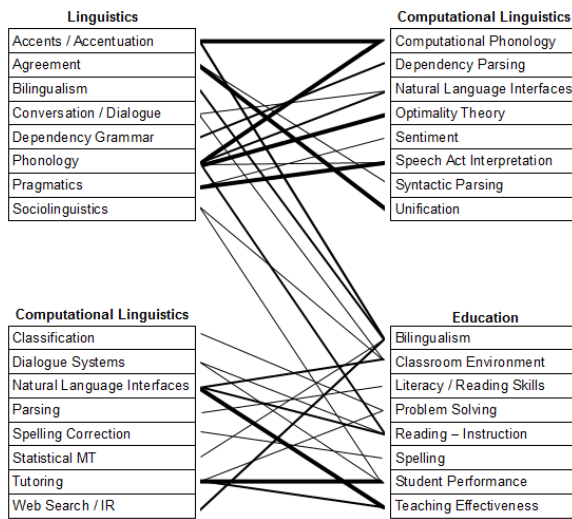 Linguistics
Accents / Accentuation
Agreement
Bilingualism
Conversation / Dialogue
Dependency Grammar
Phonology
Pragmatics
Sociolinguistics
Computational Linguistics
Computational Phonology
Dependency Parsing
Natural Language Interfaces
Optimality Theory
Sentiment
Speech Act Interpretation
Syntactic Parsing
Unification
Computational Linguistics
Classification
Dialogue Systems
Natural Language Interfaces
Parsing
Spelling Correction
Statistical MT
Tutoring
Web Search / IR
Education
Bilingualism
Classroom Environment
Literacy / Reading Skills
Problem Solving
Reading – Instruction
Spelling
Student Performance
Teaching Effectiveness